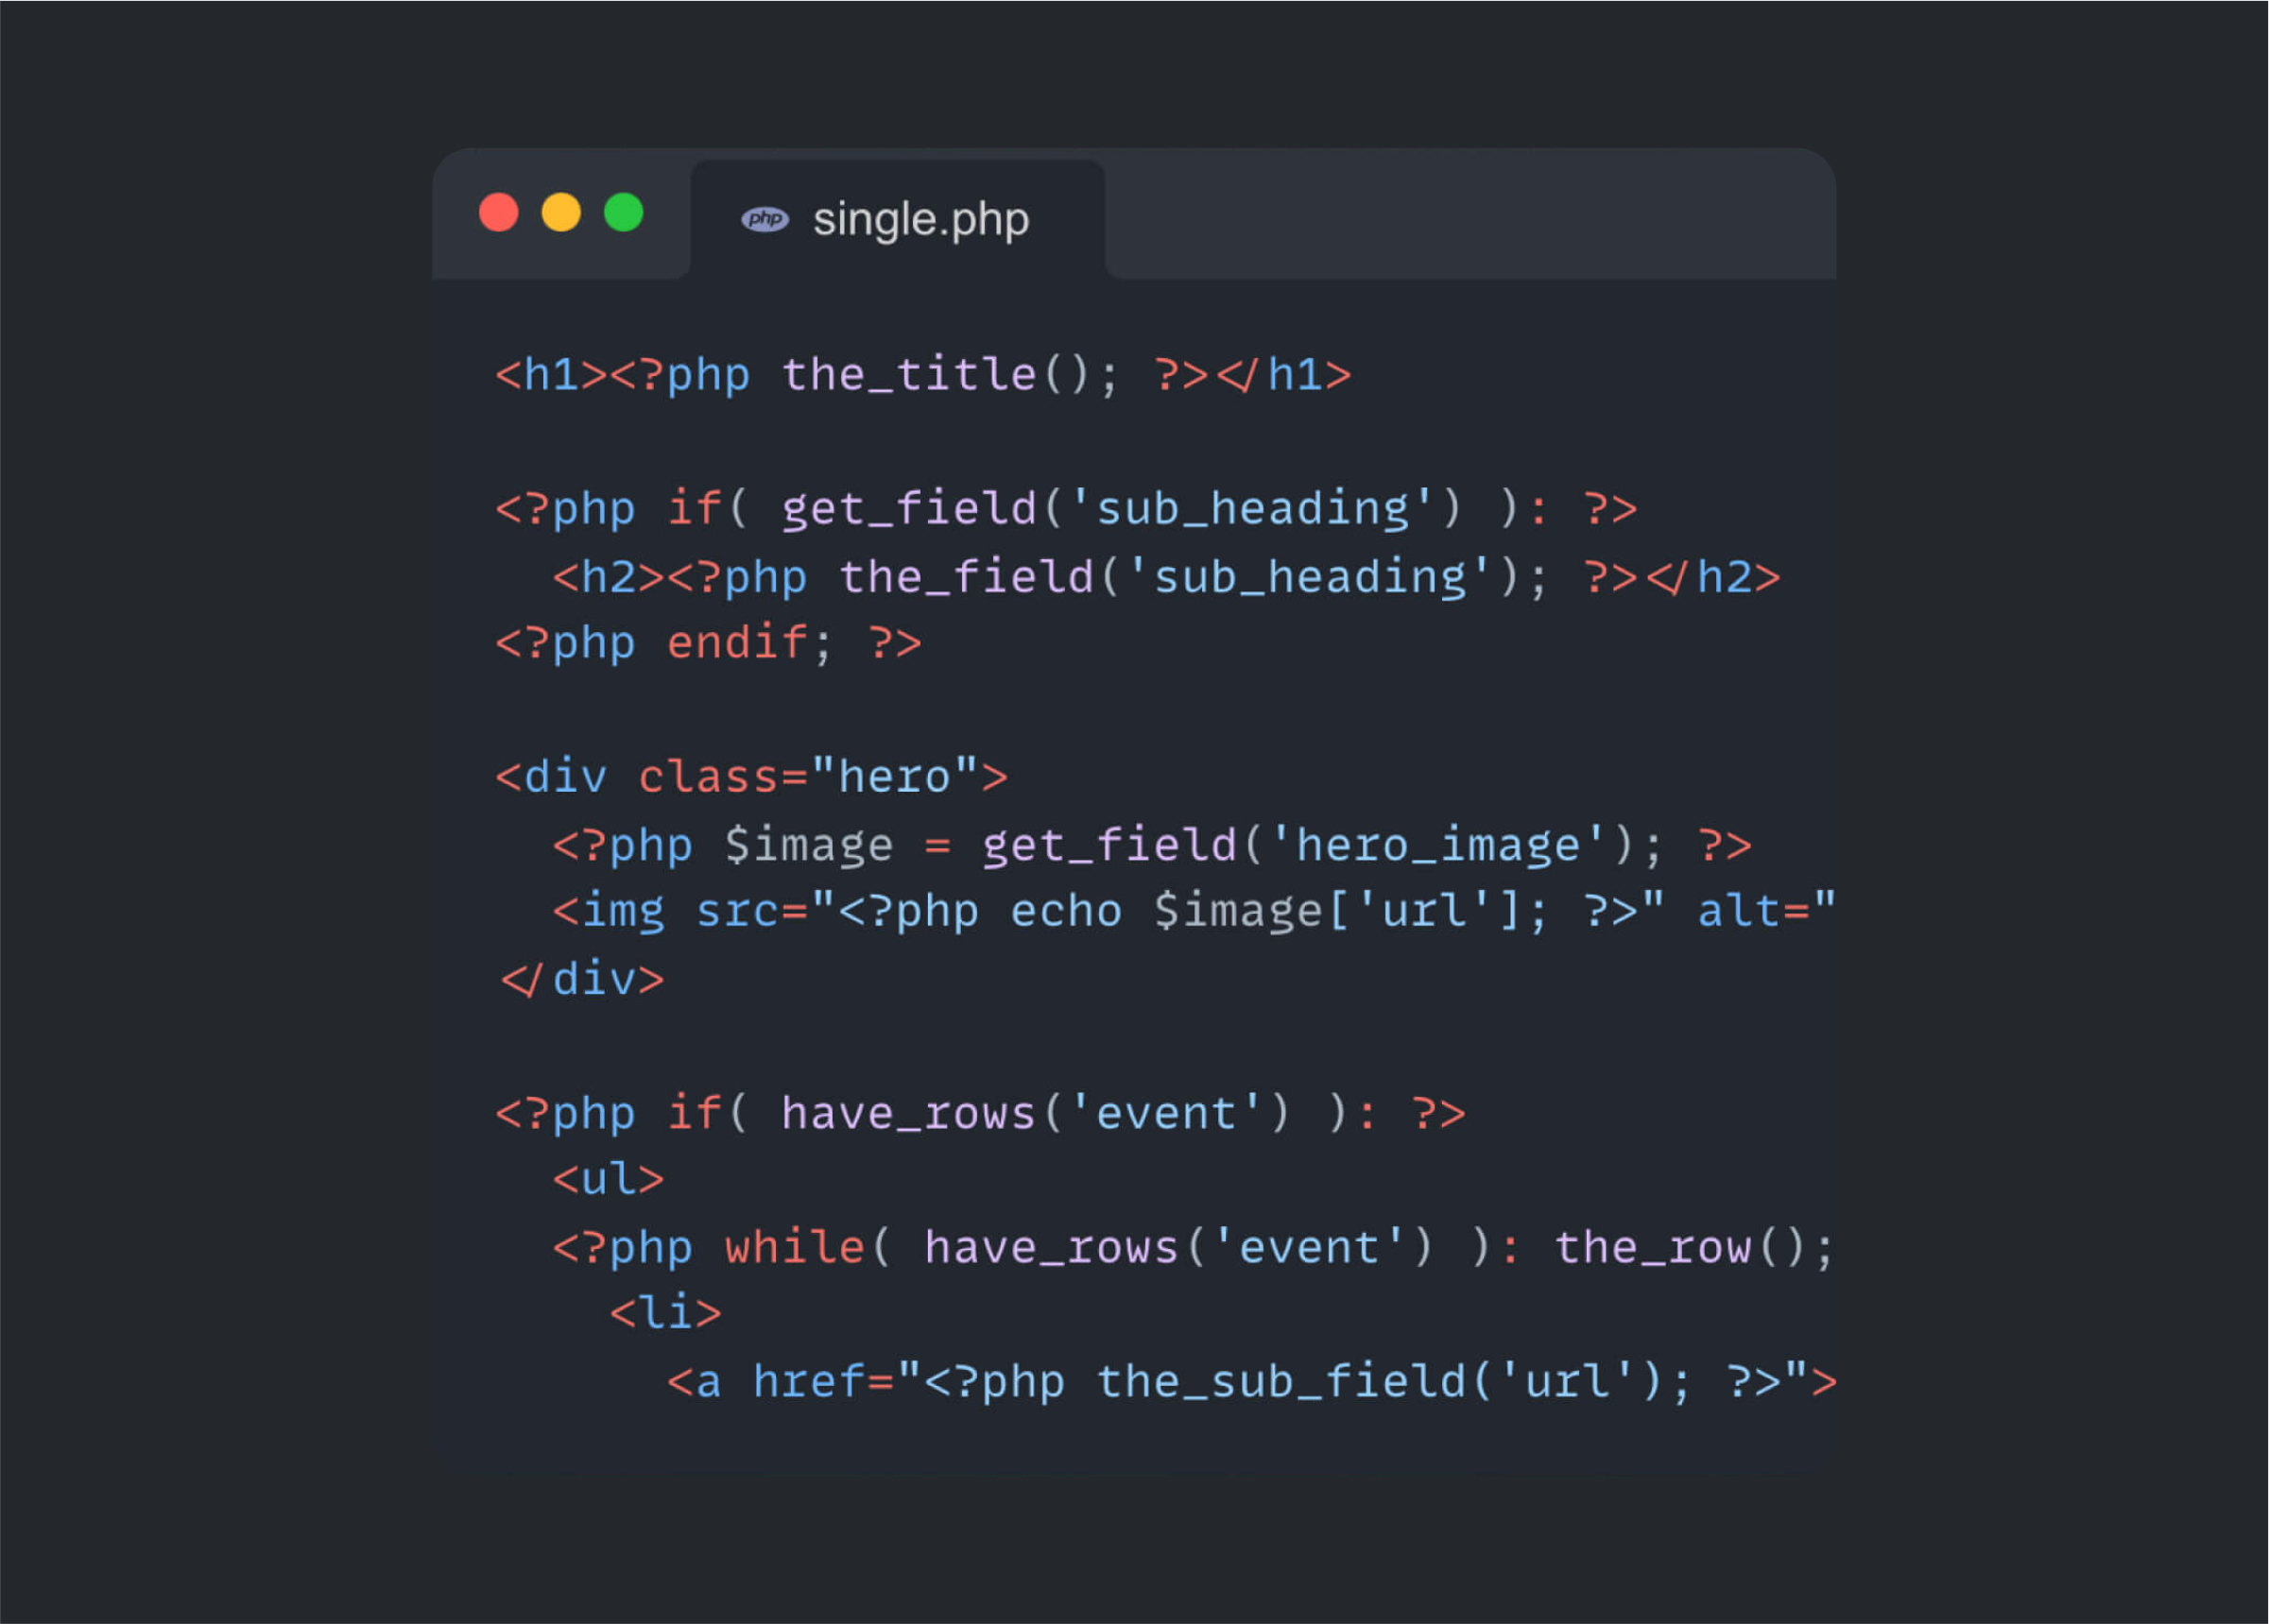 php single.php
<h1><?php the_title(); ?></h1>
<?php if( get_field('sub_heading') ): ?>
<h2><?php the_field('sub_heading'); ?></h2>
<?php endif; ?>
<div class="hero">
<?php $image = get_field('hero_image'); ?>
<img src="<?php echo $image['url']; ?>" alt="
</div>
<?php if( have_rows('event') ): ?>
<ul>
<?php while( have_rows('event') ): the_row();
<li>
<a href="<?php the_sub_field('url'); ?>">